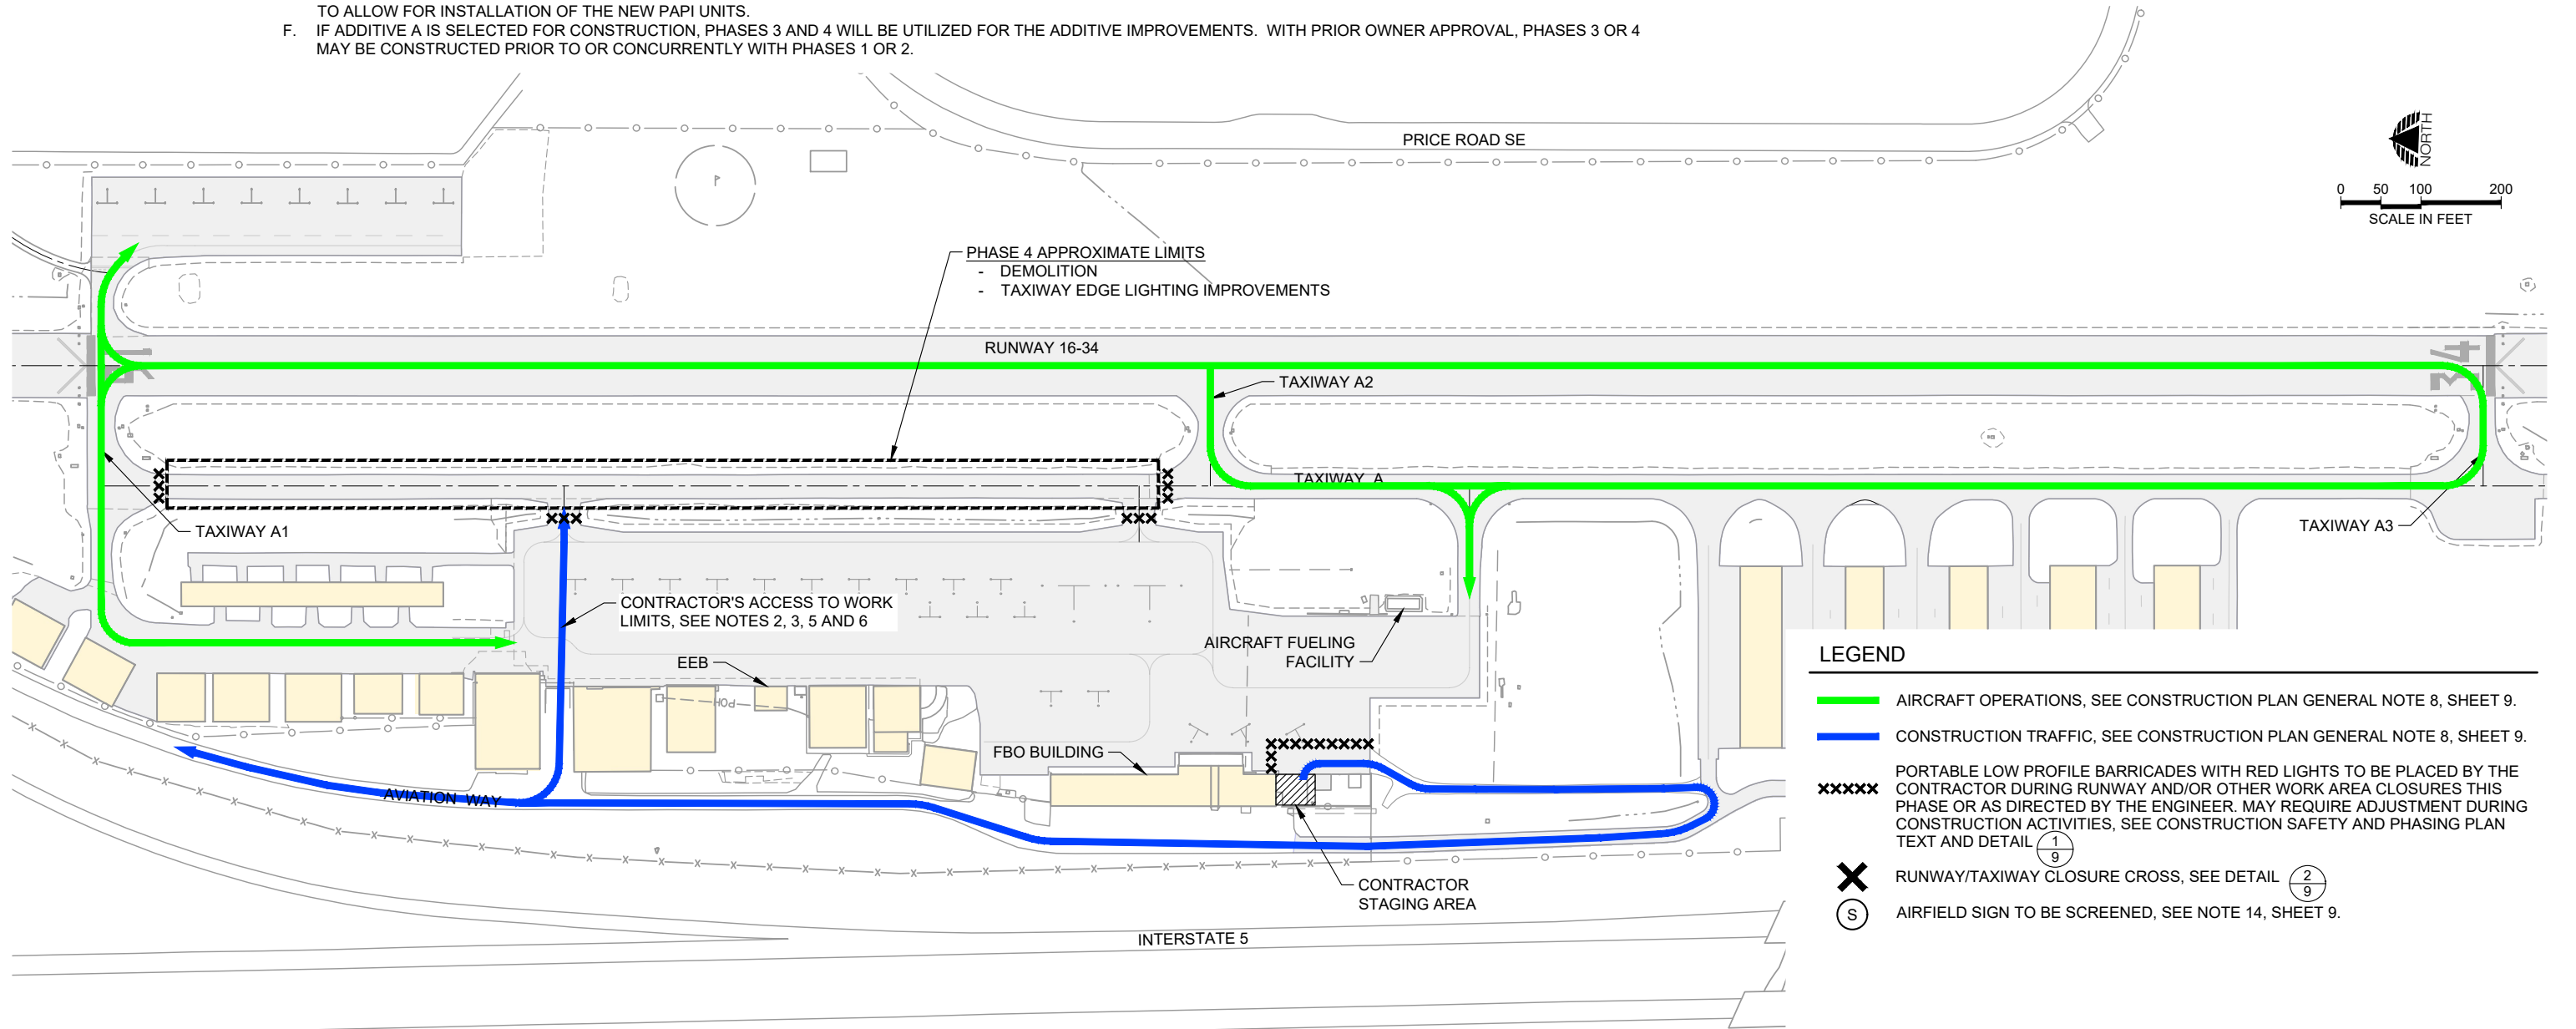 TO ALLOW FOR INSTALLATION OF THE NEW PAPI UNITS.
F. IF ADDITIVE A IS SELECTED FOR CONSTRUCTION, PHASES 3 AND 4 WILL BE UTILIZED FOR THE ADDITIVE IMPROVEMENTS. WITH PRIOR OWNER APPROVAL, PHASES 3 OR 4
MAY BE CONSTRUCTED PRIOR TO OR CONCURRENTLY WITH PHASES 1 OR 2.
PRICE ROAD SE
NORTH
0 50 100 200
SCALE IN FEET
PHASE 4 APPROXIMATE LIMITS
- DEMOLITION
- TAXIWAY EDGE LIGHTING IMPROVEMENTS
RUNWAY 16-34
34
TAXIWAY A2
TAXIWAY A
TAXIWAY A1
TAXIWAY A3
CONTRACTOR'S ACCESS TO WORK
LIMITS, SEE NOTES 2, 3, 5 AND 6
AIRCRAFT FUELING
FACILITY
EEB
FBO BUILDING
AVIATION WAY
CONTRACTOR
STAGING AREA
INTERSTATE 5
LEGEND
AIRCRAFT OPERATIONS, SEE CONSTRUCTION PLAN GENERAL NOTE 8, SHEET 9.
CONSTRUCTION TRAFFIC, SEE CONSTRUCTION PLAN GENERAL NOTE 8, SHEET 9.
PORTABLE LOW PROFILE BARRICADES WITH RED LIGHTS TO BE PLACED BY THE
CONTRACTOR DURING RUNWAY AND/OR OTHER WORK AREA CLOSURES THIS
PHASE OR AS DIRECTED BY THE ENGINEER. MAY REQUIRE ADJUSTMENT DURING
CONSTRUCTION ACTIVITIES, SEE CONSTRUCTION SAFETY AND PHASING PLAN
TEXT AND DETAIL 1
9
RUNWAY/TAXIWAY CLOSURE CROSS, SEE DETAIL 2
9
S AIRFIELD SIGN TO BE SCREENED, SEE NOTE 14, SHEET 9.